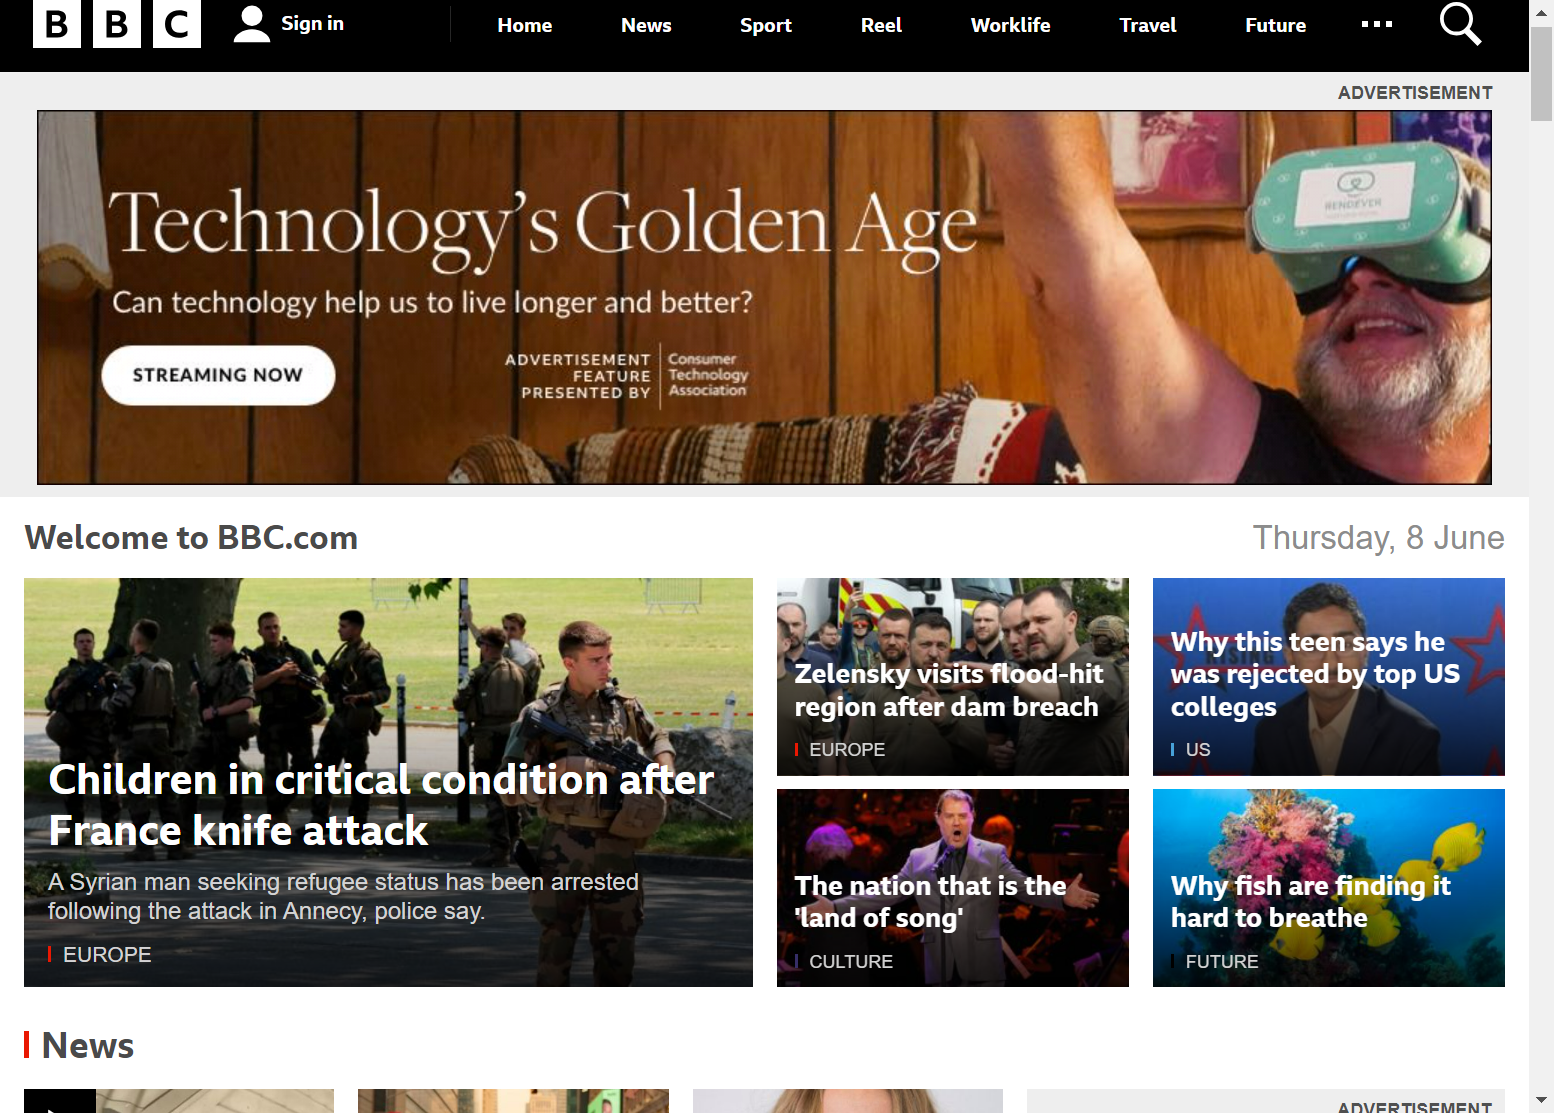 BBC
Sign in
Home
News
Sport
Reel
Worklife
Travel
Future
ADVERTISEMENT
Technology's Golden Age
Can technology help us to live longer and better?
STREAMING NOW
ADVERTISEMENT
FEATURE
PRESENTED BY
Consumer
Technology
Association
RENDEVER
Welcome to BBC.com
Thursday, 8 June
Children in critical condition after
France knife attack
A Syrian man seeking refugee status has been arrested
following the attack in Annecy, police say.
EUROPE
Zelensky visits flood-hit
region after dam breach
EUROPE
Why this teen says he
was rejected by top US
colleges
US
The nation that is the
'land of song'
CULTURE
Why fish are finding it
hard to breathe
FUTURE
News
ADVERTISEMENT